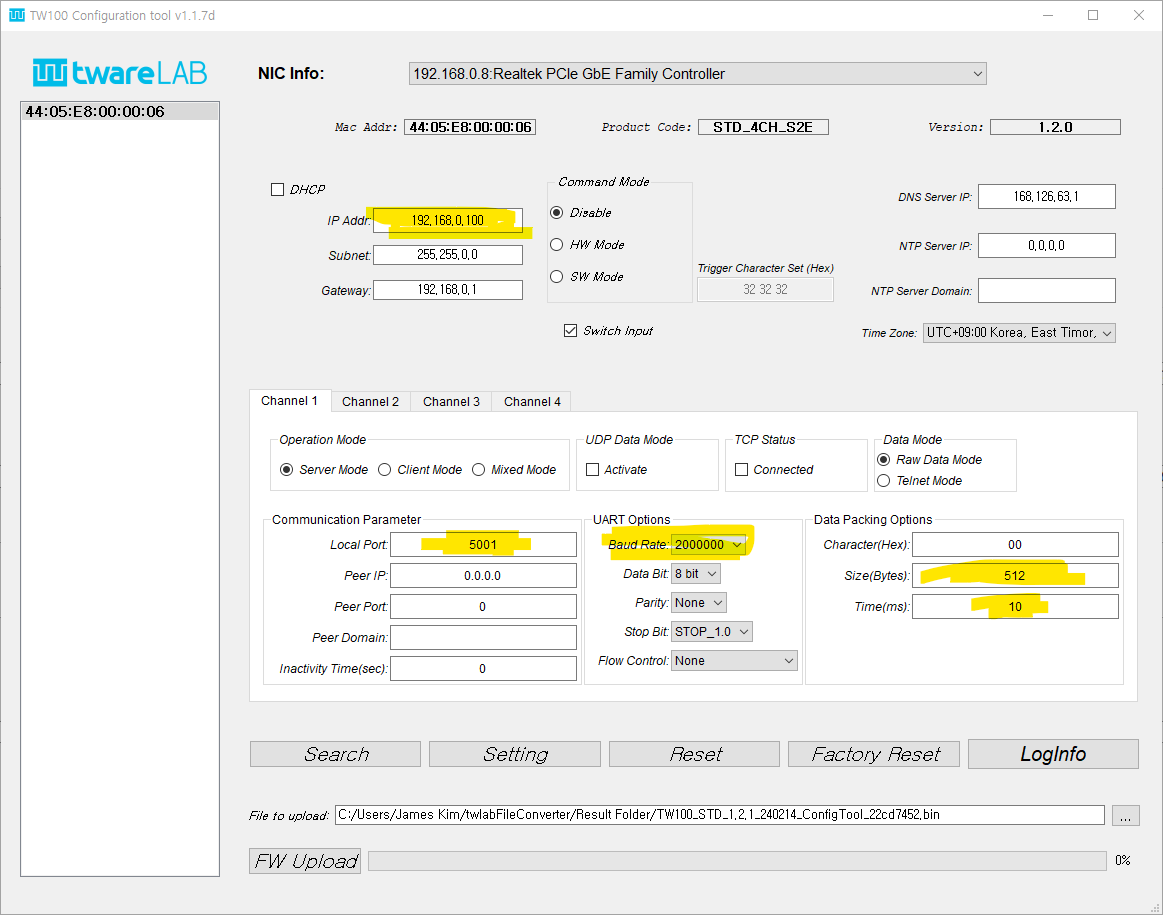 TW100 Configuration tool v1.1.7d
twareLAB
NIC Info:
192.168.0.8:Realtek PCIe GbE Family Controller
44:05:E8:00:00:06
Mac Addr: 44:05:E8:00:00:06
Product Code: STD_4CH_S2E
Version: 1.2.0
DHCP
IP Addr: 192,168,0,100
Subnet: 255,255,0,0
Gateway: 192,168,0,1
Command Mode
Disable
HW Mode
SW Mode
Trigger Character Set (Hex)
32 32 32
Switch Input
DNS Server IP: 168,126,63,1
NTP Server IP: 0,0,0,0
NTP Server Domain:
Time Zone: UTC+09:00 Korea, East Timor,
Channel 1 Channel 2 Channel 3 Channel 4
Operation Mode
Server Mode Client Mode Mixed Mode
UDP Data Mode
Activate
TCP Status
Connected
Data Mode
Raw Data Mode
Telnet Mode
Communication Parameter
Local Port: 5001
Peer IP: 0.0.0.0
Peer Port: 0
Peer Domain:
Inactivity Time(sec): 0
UART Options
Baud Rate: 2000000
Data Bit: 8 bit
Parity: None
Stop Bit: STOP_1.0
Flow Control: None
Data Packing Options
Character(Hex): 00
Size(Bytes): 512
Time(ms): 10
Search Setting Reset Factory Reset LogInfo
File to upload: C:/Users/James Kim/twlabFileConverter/Result Folder/TW100_STD_1,2,1_240214_ConfigTool_22cd7452,bin ...
FW Upload 0%